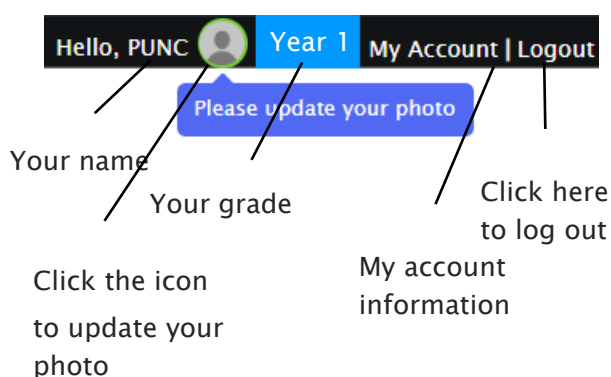 Hello, PUNC Year 1 My Account | Logout
Please update your photo
Your name
Your grade
Click here
to log out
My account
information
Click the icon
to update your
photo